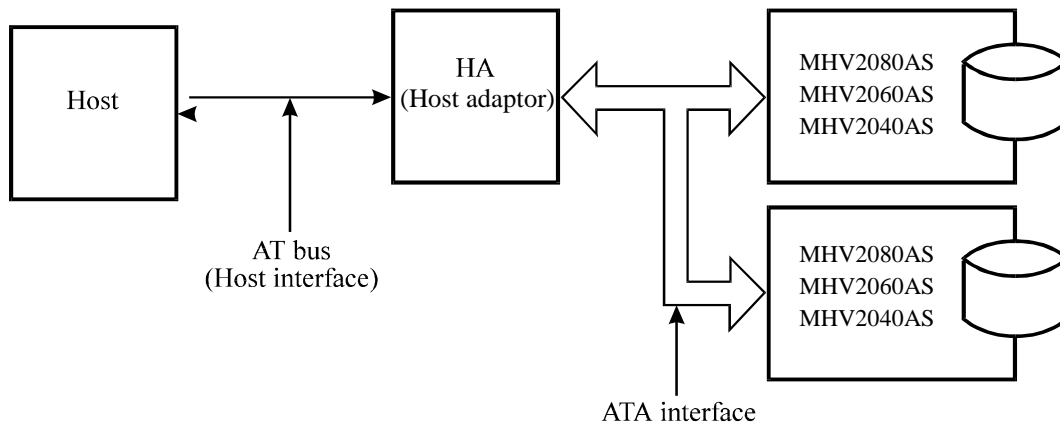 Host
HA
(Host adaptor)
MHV2080AS
MHV2060AS
MHV2040AS
AT bus
(Host interface)
MHV2080AS
MHV2060AS
MHV2040AS
ATA interface